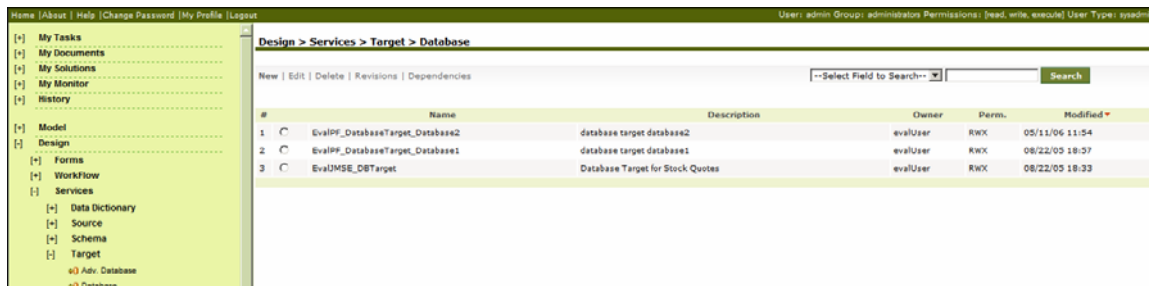 Home |About | Help |Change Password |My Profile |Logout
User: admin Group: administrators Permissions: [read, write, execute] User Type: sysadmi
[+] My Tasks
[+] My Documents
[+] My Solutions
[+] My Monitor
[+] History
[+] Model
[-] Design
[+] Forms
[+] WorkFlow
[-] Services
[+] Data Dictionary
[+] Source
[+] Schema
[-] Target
Adv. Database
Database
Design > Services > Target > Database
New | Edit | Delete | Revisions | Dependencies
--Select Field to Search-- Search
# Name Description Owner Perm. Modified
1 EvalPF_DatabaseTarget_Database2 database target database2 evalUser RWX 05/11/06 11:54
2 EvalPF_DatabaseTarget_Database1 database target database1 evalUser RWX 08/22/05 18:57
3 EvalJMSE_DBTarget Database Target for Stock Quotes evalUser RWX 08/22/05 18:33